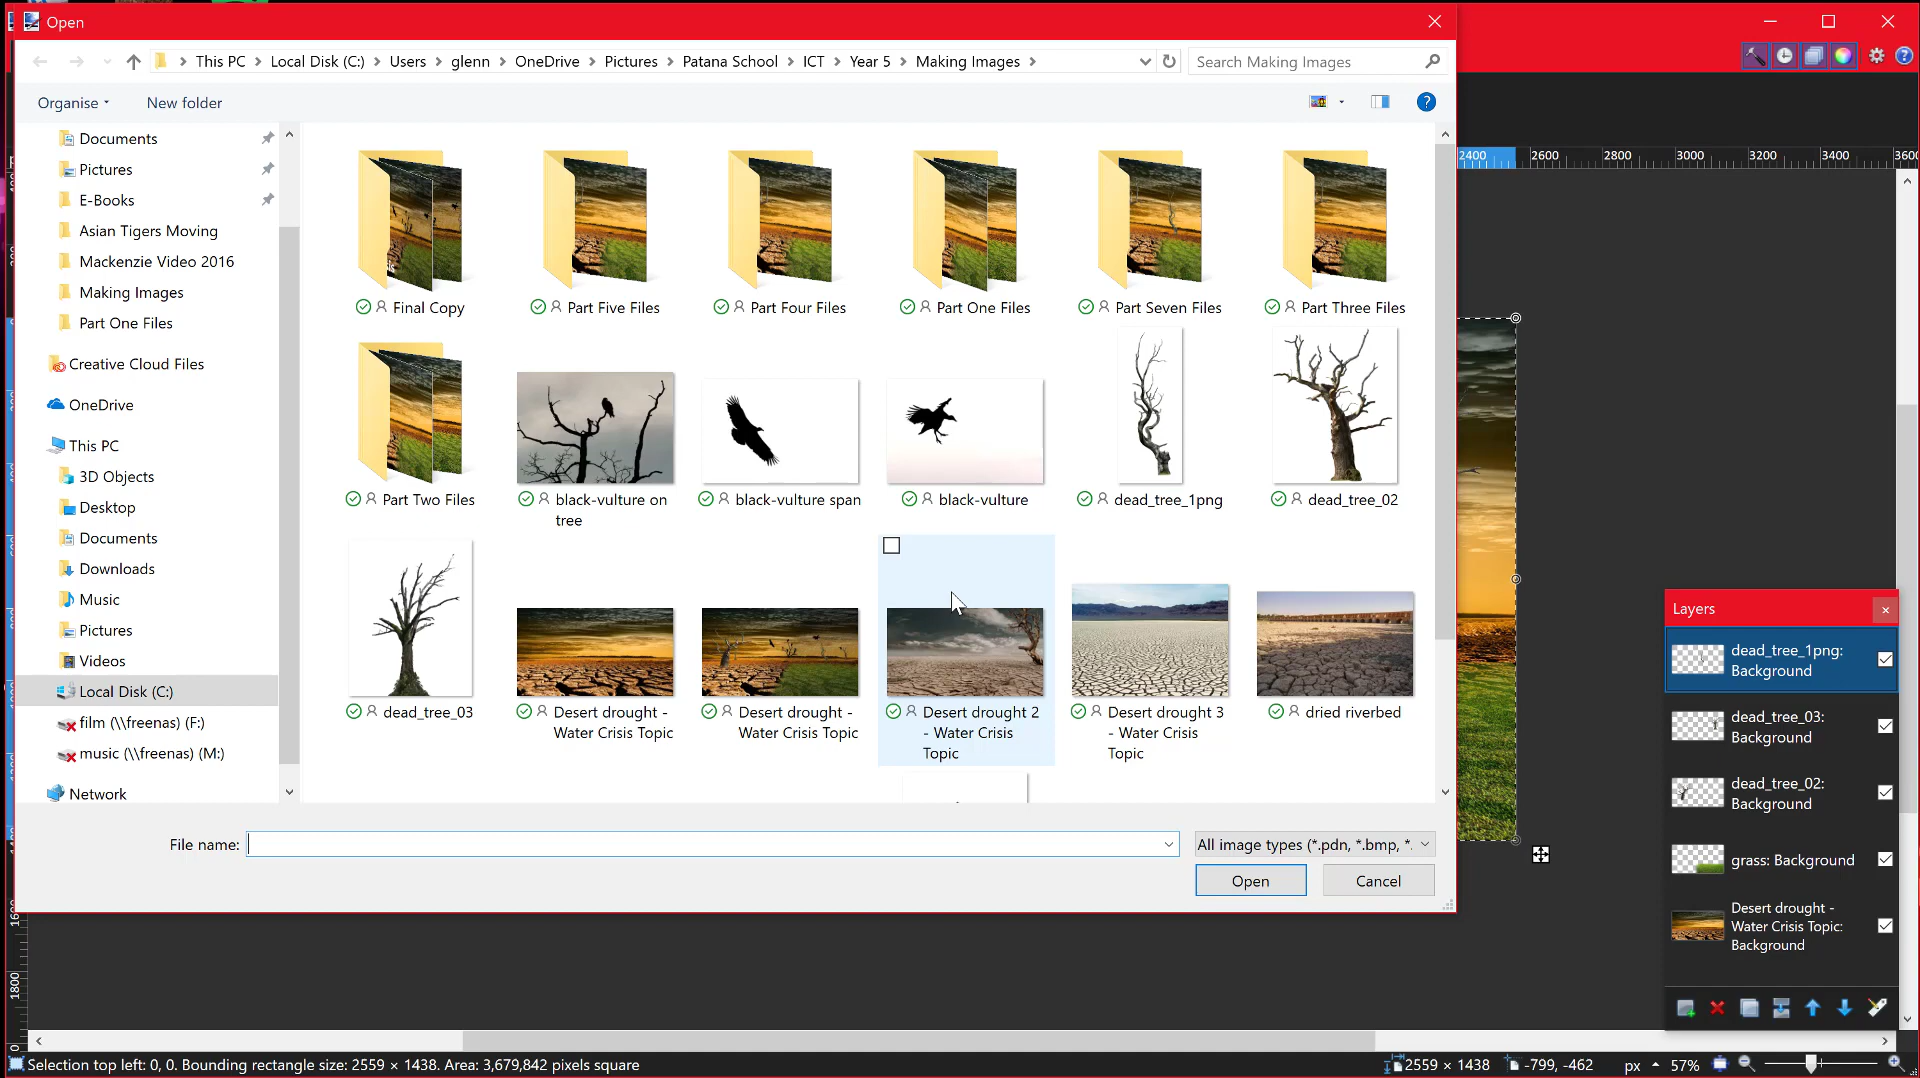 Open
This PC > Local Disk (C:) > Users > glenn > OneDrive > Pictures > Patana School > ICT > Year 5 > Making Images >
Search Making Images
Organise
New folder
Documents
Pictures
E-Books
Asian Tigers Moving
Mackenzie Video 2016
Making Images
Part One Files
Creative Cloud Files
OneDrive
This PC
3D Objects
Desktop
Documents
Downloads
Music
Pictures
Videos
Local Disk (C:)
film (\\freenas) (F:)
music (\\freenas) (M:)
Network
Final Copy
Part Five Files
Part Four Files
Part One Files
Part Seven Files
Part Three Files
Part Two Files
black-vulture on
tree
black-vulture span
black-vulture
dead_tree_1png
dead_tree_02
dead_tree_03
Desert drought -
Water Crisis Topic
Desert drought -
Water Crisis Topic
Desert drought 2
- Water Crisis
Topic
Desert drought 3
- Water Crisis
Topic
dried riverbed
File name:
All image types (*.pdn, *.bmp, *.
Open
Cancel
2400 2600 2800 3000 3200 3400 3600
1800
Layers
dead_tree_1png:
Background
dead_tree_03:
Background
dead_tree_02:
Background
grass: Background
Desert drought -
Water Crisis Topic:
Background
Selection top left: 0, 0. Bounding rectangle size: 2559 × 1438. Area: 3,679,842 pixels square
2559 × 1438
-799, -462
px
57%